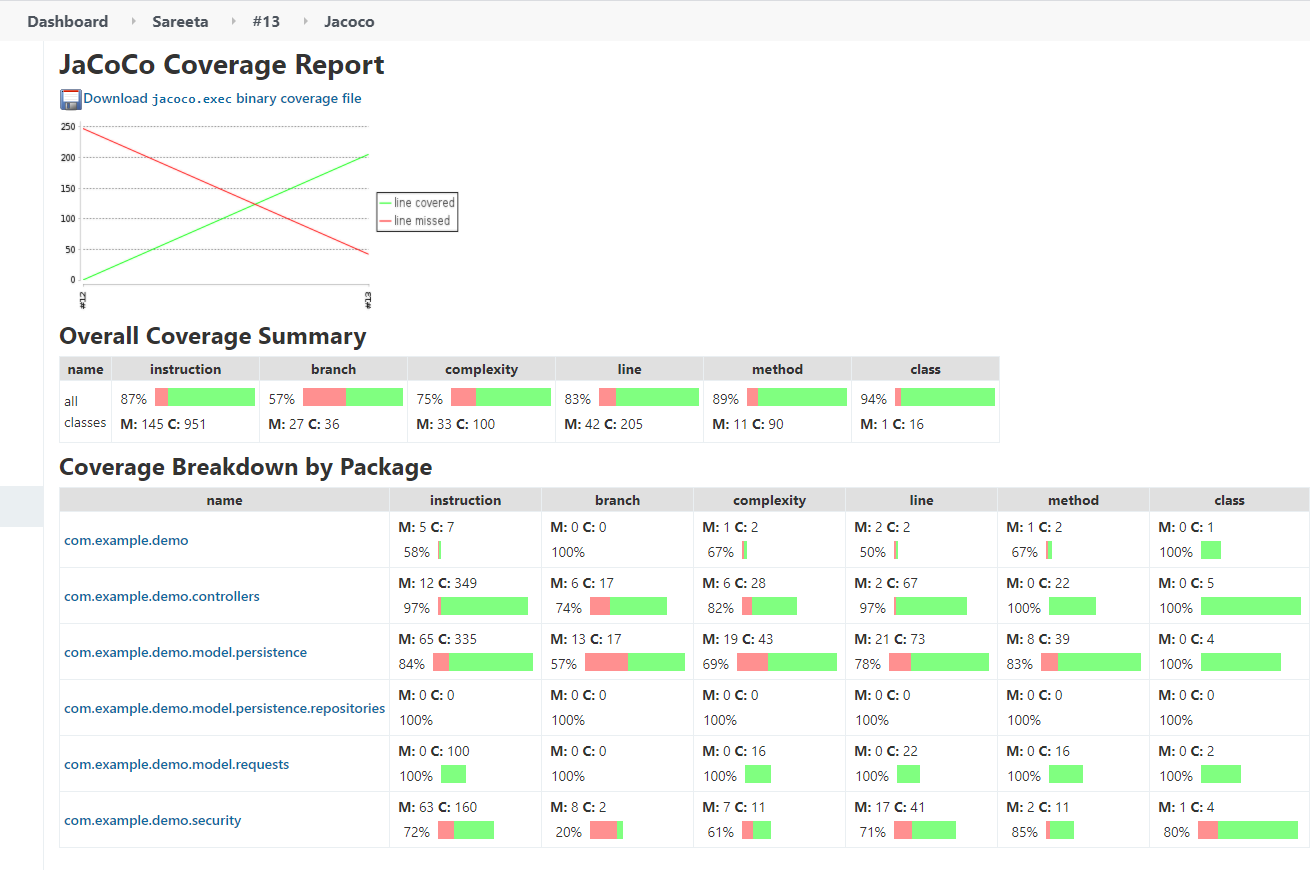 Dashboard Sareeta #13 Jacoco
JaCoCo Coverage Report
Download jacoco.exec binary coverage file
250
200
150
100
50
0
line covered
line missed
#12 #13
Overall Coverage Summary
name instruction branch complexity line method class
all classes 87% 57% 75% 83% 89% 94%
M: 145 C: 951 M: 27 C: 36 M: 33 C: 100 M: 42 C: 205 M: 11 C: 90 M: 1 C: 16
Coverage Breakdown by Package
name instruction branch complexity line method class
com.example.demo
M: 5 C: 7 M: 0 C: 0 M: 1 C: 2 M: 2 C: 2 M: 1 C: 2 M: 0 C: 1
58% 100% 67% 50% 67% 100%
com.example.demo.controllers
M: 12 C: 349 M: 6 C: 17 M: 6 C: 28 M: 2 C: 67 M: 0 C: 22 M: 0 C: 5
97% 74% 82% 97% 100% 100%
com.example.demo.model.persistence
M: 65 C: 335 M: 13 C: 17 M: 19 C: 43 M: 21 C: 73 M: 8 C: 39 M: 0 C: 4
84% 57% 69% 78% 83% 100%
com.example.demo.model.persistence.repositories
M: 0 C: 0 M: 0 C: 0 M: 0 C: 0 M: 0 C: 0 M: 0 C: 0 M: 0 C: 0
100% 100% 100% 100% 100% 100%
com.example.demo.model.requests
M: 0 C: 100 M: 0 C: 0 M: 0 C: 16 M: 0 C: 22 M: 0 C: 16 M: 0 C: 2
100% 100% 100% 100% 100% 100%
com.example.demo.security
M: 63 C: 160 M: 8 C: 2 M: 7 C: 11 M: 17 C: 41 M: 2 C: 11 M: 1 C: 4
72% 20% 61% 71% 85% 80%